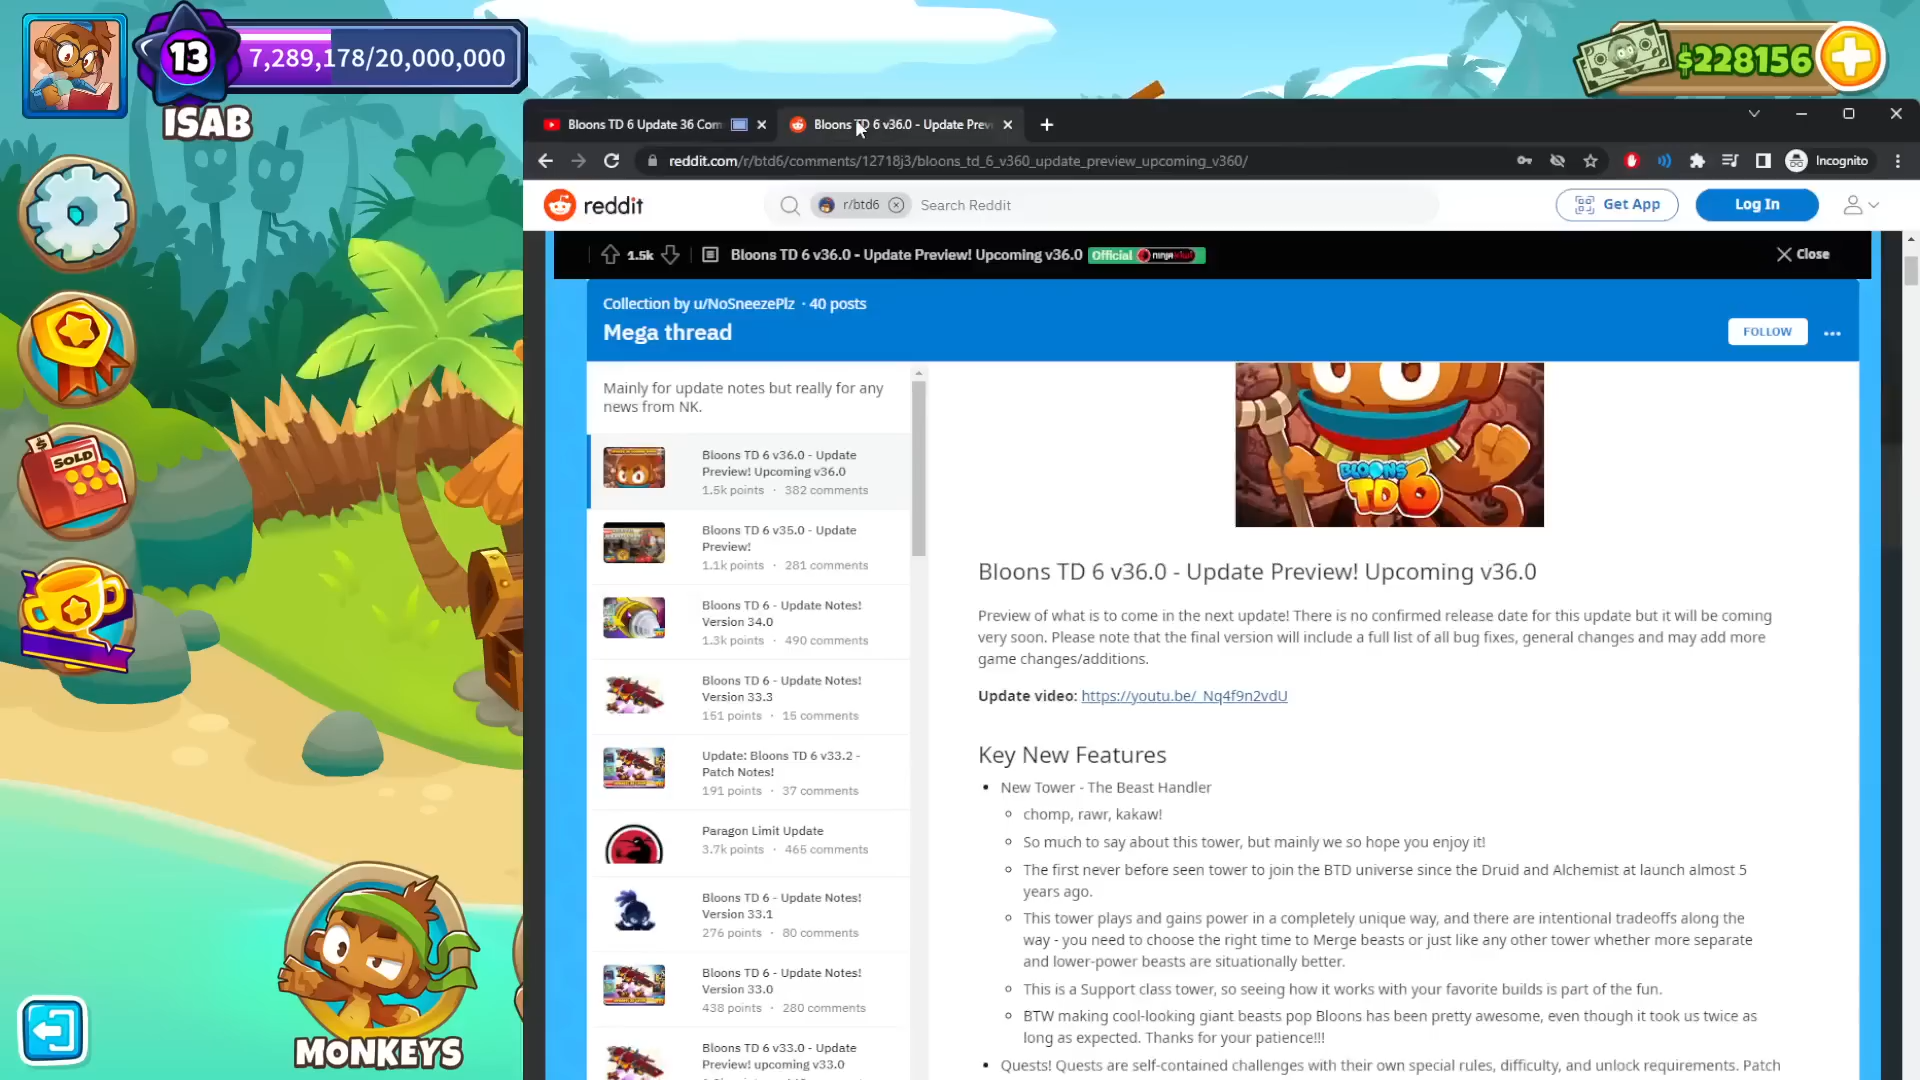 13
7,289,178/20,000,000
ISAB
$228156
Bloons TD 6 Update 36 Com
Bloons TD 6 v36.0 - Update Prev
reddit.com/r/btd6/comments/12718j3/bloons_td_6_v360_update_preview_upcoming_v360/
Incognito
reddit
r/btd6
Search Reddit
Get App
Log In
1.5k
Bloons TD 6 v36.0 - Update Preview! Upcoming v36.0
Official
Close
Collection by u/NoSneezePlz · 40 posts
Mega thread
FOLLOW
Mainly for update notes but really for any
news from NK.
Bloons TD 6 v36.0 - Update
Preview! Upcoming v36.0
1.5k points · 382 comments
Bloons TD 6 v35.0 - Update
Preview!
1.1k points · 281 comments
Bloons TD 6 - Update Notes!
Version 34.0
1.3k points · 490 comments
Bloons TD 6 - Update Notes!
Version 33.3
151 points · 15 comments
Update: Bloons TD 6 v33.2 -
Patch Notes!
191 points · 37 comments
Paragon Limit Update
3.7k points · 465 comments
Bloons TD 6 - Update Notes!
Version 33.1
276 points · 80 comments
Bloons TD 6 - Update Notes!
Version 33.0
438 points · 280 comments
Bloons TD 6 v33.0 - Update
Preview! upcoming v33.0
BLOONS
TD6
Bloons TD 6 v36.0 - Update Preview! Upcoming v36.0
Preview of what is to come in the next update! There is no confirmed release date for this update but it will be coming
very soon. Please note that the final version will include a full list of all bug fixes, general changes and may add more
game changes/additions.
Update video: https://youtu.be/_Nq4f9n2vdU
Key New Features
• New Tower - The Beast Handler
◦ chomp, rawr, kakaw!
◦ So much to say about this tower, but mainly we so hope you enjoy it!
◦ The first never before seen tower to join the BTD universe since the Druid and Alchemist at launch almost 5
years ago.
◦ This tower plays and gains power in a completely unique way, and there are intentional tradeoffs along the
way - you need to choose the right time to Merge beasts or just like any other tower whether more separate
and lower-power beasts are situationally better.
◦ This is a Support class tower, so seeing how it works with your favorite builds is part of the fun.
◦ BTW making cool-looking giant beasts pop Bloons has been pretty awesome, even though it took us twice as
long as expected. Thanks for your patience!!!
• Quests! Quests are self-contained challenges with their own special rules, difficulty, and unlock requirements. Patch
SOLD
MONKEYS